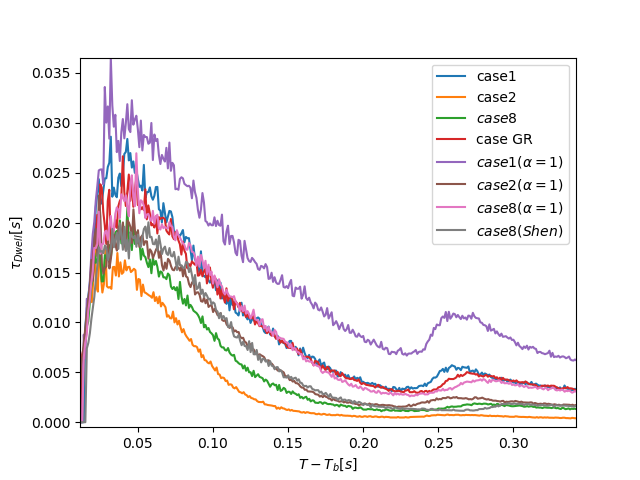 0.035
0.030
0.025
0.020
0.015
0.010
0.005
0.000
τ_Dwell[s]
0.05 0.10 0.15 0.20 0.25 0.30
T − T_b[s]
case1
case2
case8
case GR
case1(α = 1)
case2(α = 1)
case8(α = 1)
case8(Shen)